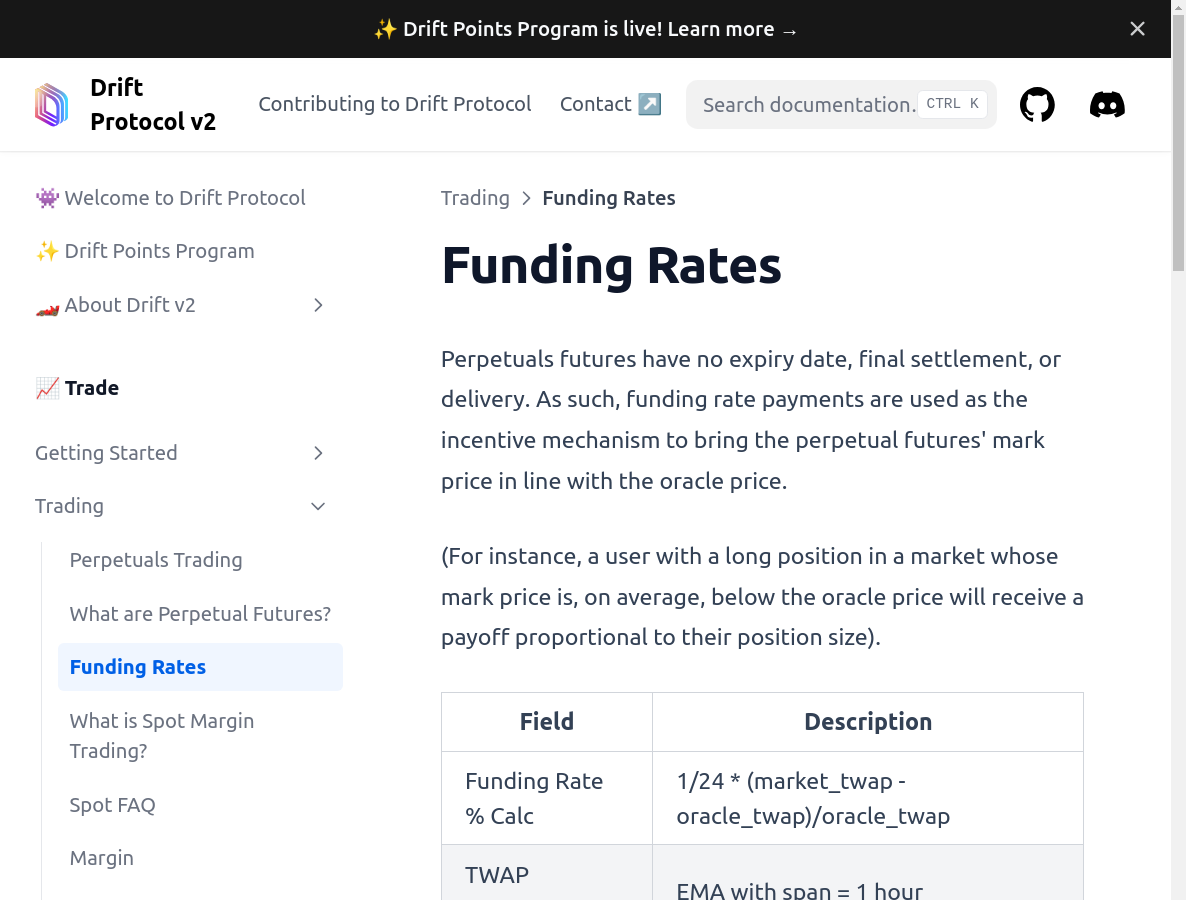 ✨ Drift Points Program is live! Learn more →
Drift
Protocol v2
Contributing to Drift Protocol
Contact ↗️
Search documentation.
CTRL K
👾 Welcome to Drift Protocol
✨ Drift Points Program
🏎️ About Drift v2
📈 Trade
Getting Started
Trading
Perpetuals Trading
What are Perpetual Futures?
Funding Rates
What is Spot Margin
Trading?
Spot FAQ
Margin
Trading > Funding Rates
Funding Rates
Perpetuals futures have no expiry date, final settlement, or
delivery. As such, funding rate payments are used as the
incentive mechanism to bring the perpetual futures' mark
price in line with the oracle price.
(For instance, a user with a long position in a market whose
mark price is, on average, below the oracle price will receive a
payoff proportional to their position size).
Field
Description
Funding Rate
% Calc
1/24 * (market_twap -
oracle_twap)/oracle_twap
TWAP
EMA with span = 1 hour